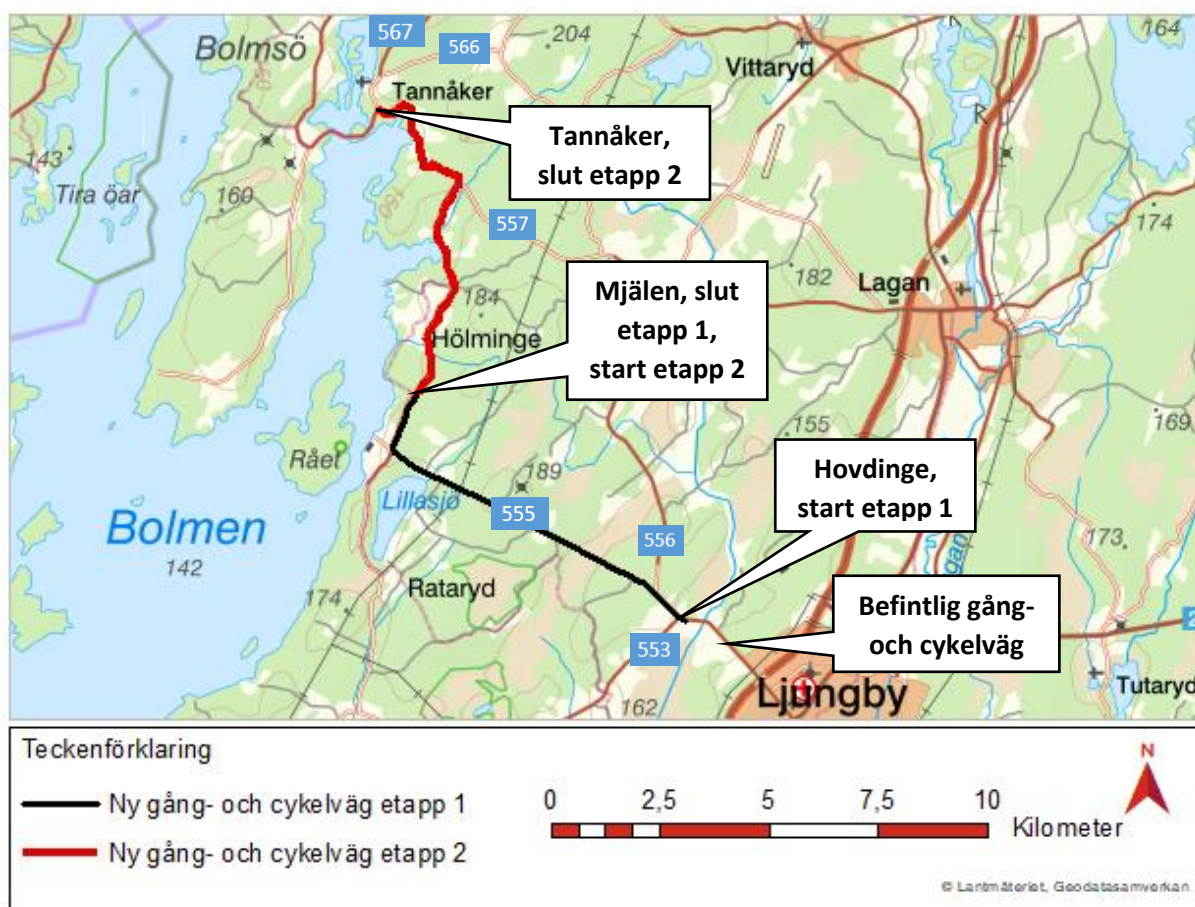 567
566
204
164
Bolmsö
Vittaryd
Tannåker
143
Tannåker,
slut etapp 2
Tira öar
160
150
174
557
182
Mjälen, slut
etapp 1,
start etapp 2
Lagan
184
Hölminge
155
169
Hovdinge,
start etapp 1
Rået
189
Lillasjö
555
Bolmen
142
556
173
Rataryd
174
Befintlig gång-
och cykelväg
553
2
Ljungby
162
Tutaryd
Teckenförklaring
N
Ny gång- och cykelväg etapp 1
0 2,5 5 7,5 10
Kilometer
Ny gång- och cykelväg etapp 2
© Lantmäteriet, Geodatasamverkan